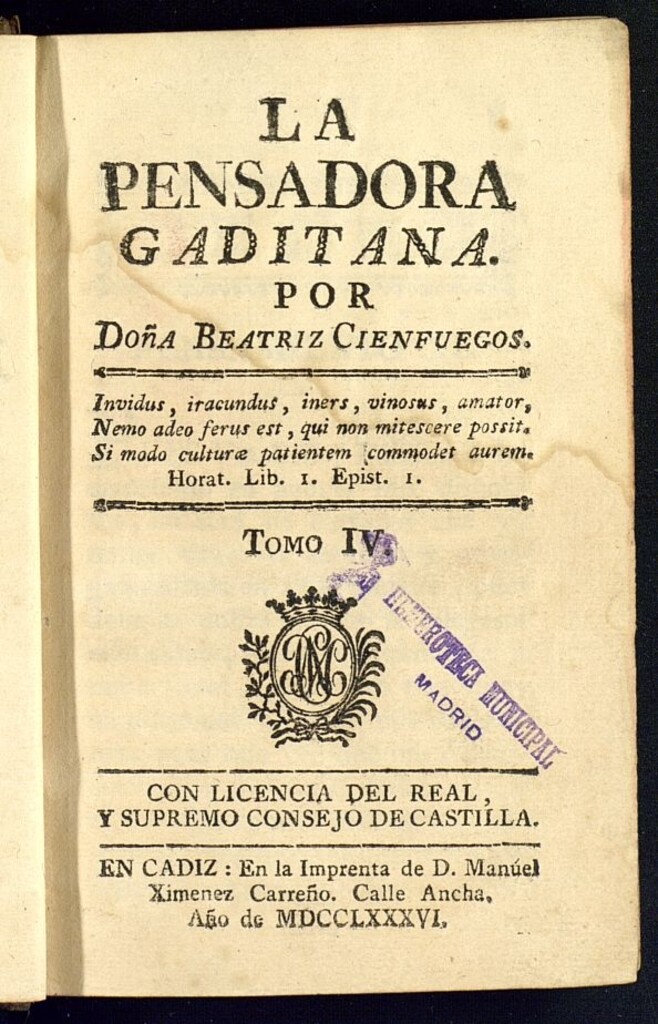 LA
PENSADORA
GADITANA.
POR
Doña BEATRIZ CIENFUEGOS.
Invidus, iracundus, iners, vinosus, amator,
Nemo adeo ferus est, qui non mitescere possit.
Si modo culturæ patientem commodet aurem.
Horat. Lib. 1. Epist. 1.
TOMO IV.
HEMEROTECA MUNICIPAL
MADRID
CON LICENCIA DEL REAL,
Y SUPREMO CONSEJO DE CASTILLA.
EN CADIZ: En la Imprenta de D. Manúel
Ximenez Carreño. Calle Ancha,
Año de MDCCLXXXVI.